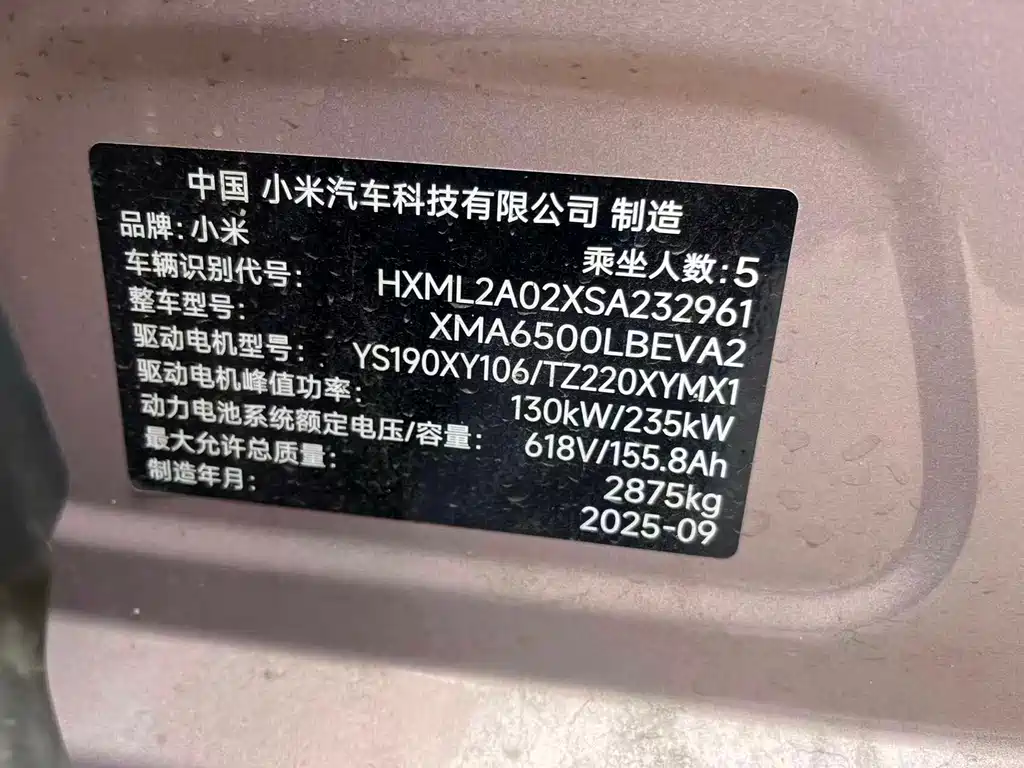 中国 小米汽车科技有限公司 制造
品牌:小米 乘坐人数:5
车辆识别代号: HXML2A02XSA232961
整车型号: XMA6500LBEVA2
驱动电机型号: YS190XY106/TZ220XYMX1
驱动电机峰值功率: 130kW/235kW
动力电池系统额定电压/容量: 618V/155.8Ah
最大允许总质量: 2875kg
制造年月: 2025-09